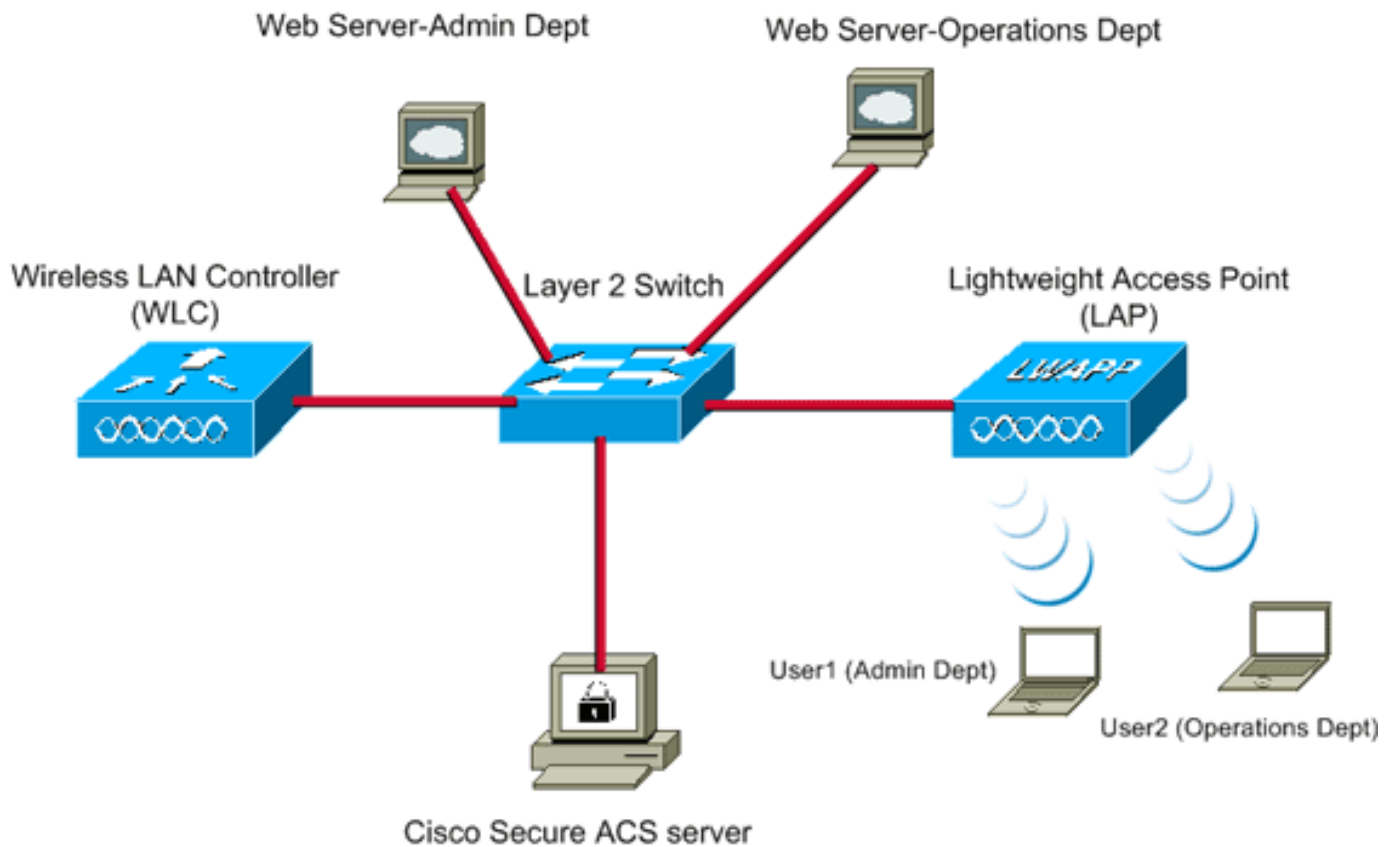 Web Server-Admin Dept
Web Server-Operations Dept
Wireless LAN Controller
(WLC)
Layer 2 Switch
Lightweight Access Point
(LAP)
LWAPP
User1 (Admin Dept)
User2 (Operations Dept)
Cisco Secure ACS server